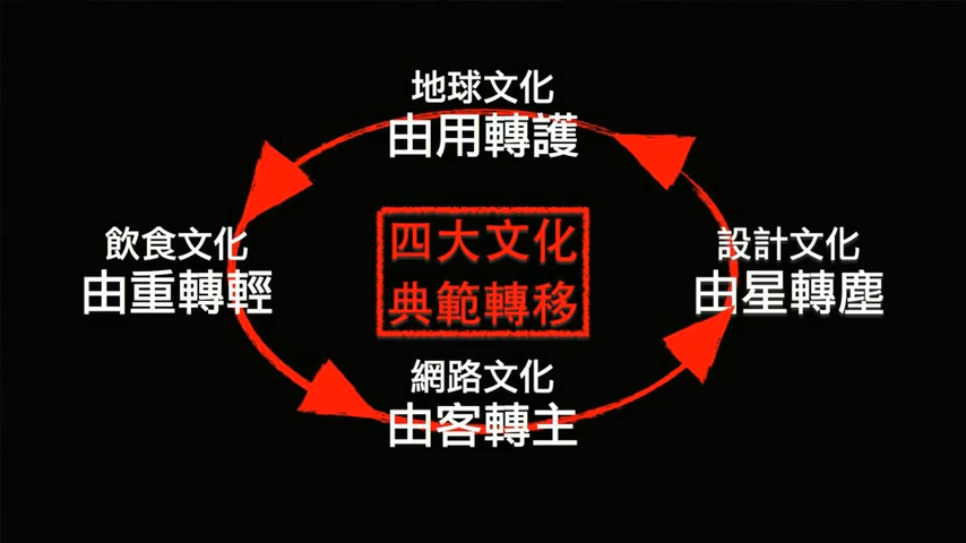 地球文化
由用轉護
飲食文化
由重轉輕
四大文化
典範轉移
設計文化
由星轉塵
網路文化
由客轉主